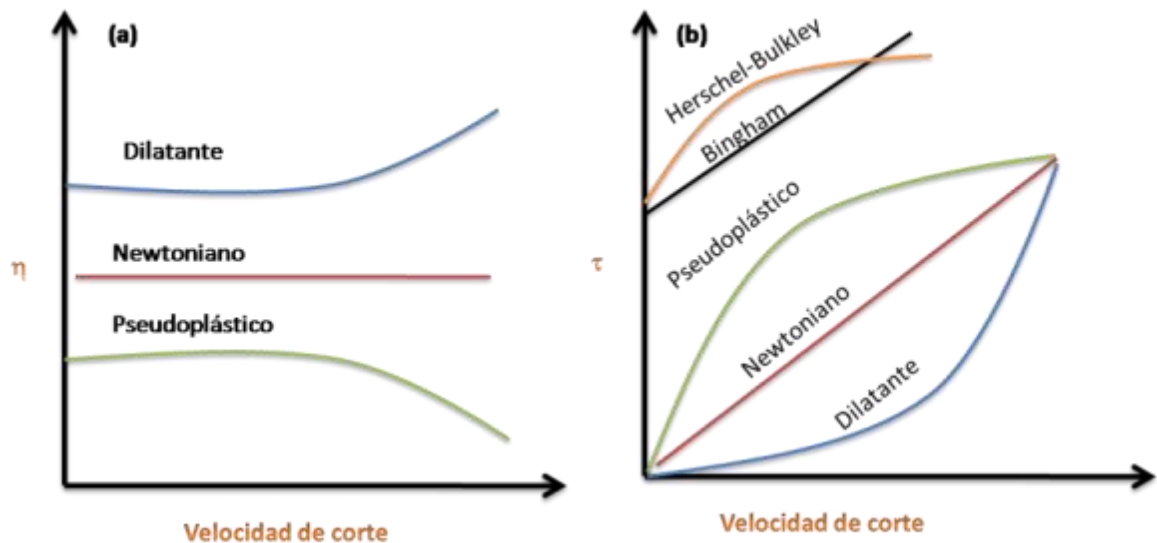 (a)
Dilatante
Newtoniano
η
Pseudoplástico
Velocidad de corte
(b)
Herschel-Bulkley
Bingham
Pseudoplástico
τ
Newtoniano
Dilatante
Velocidad de corte